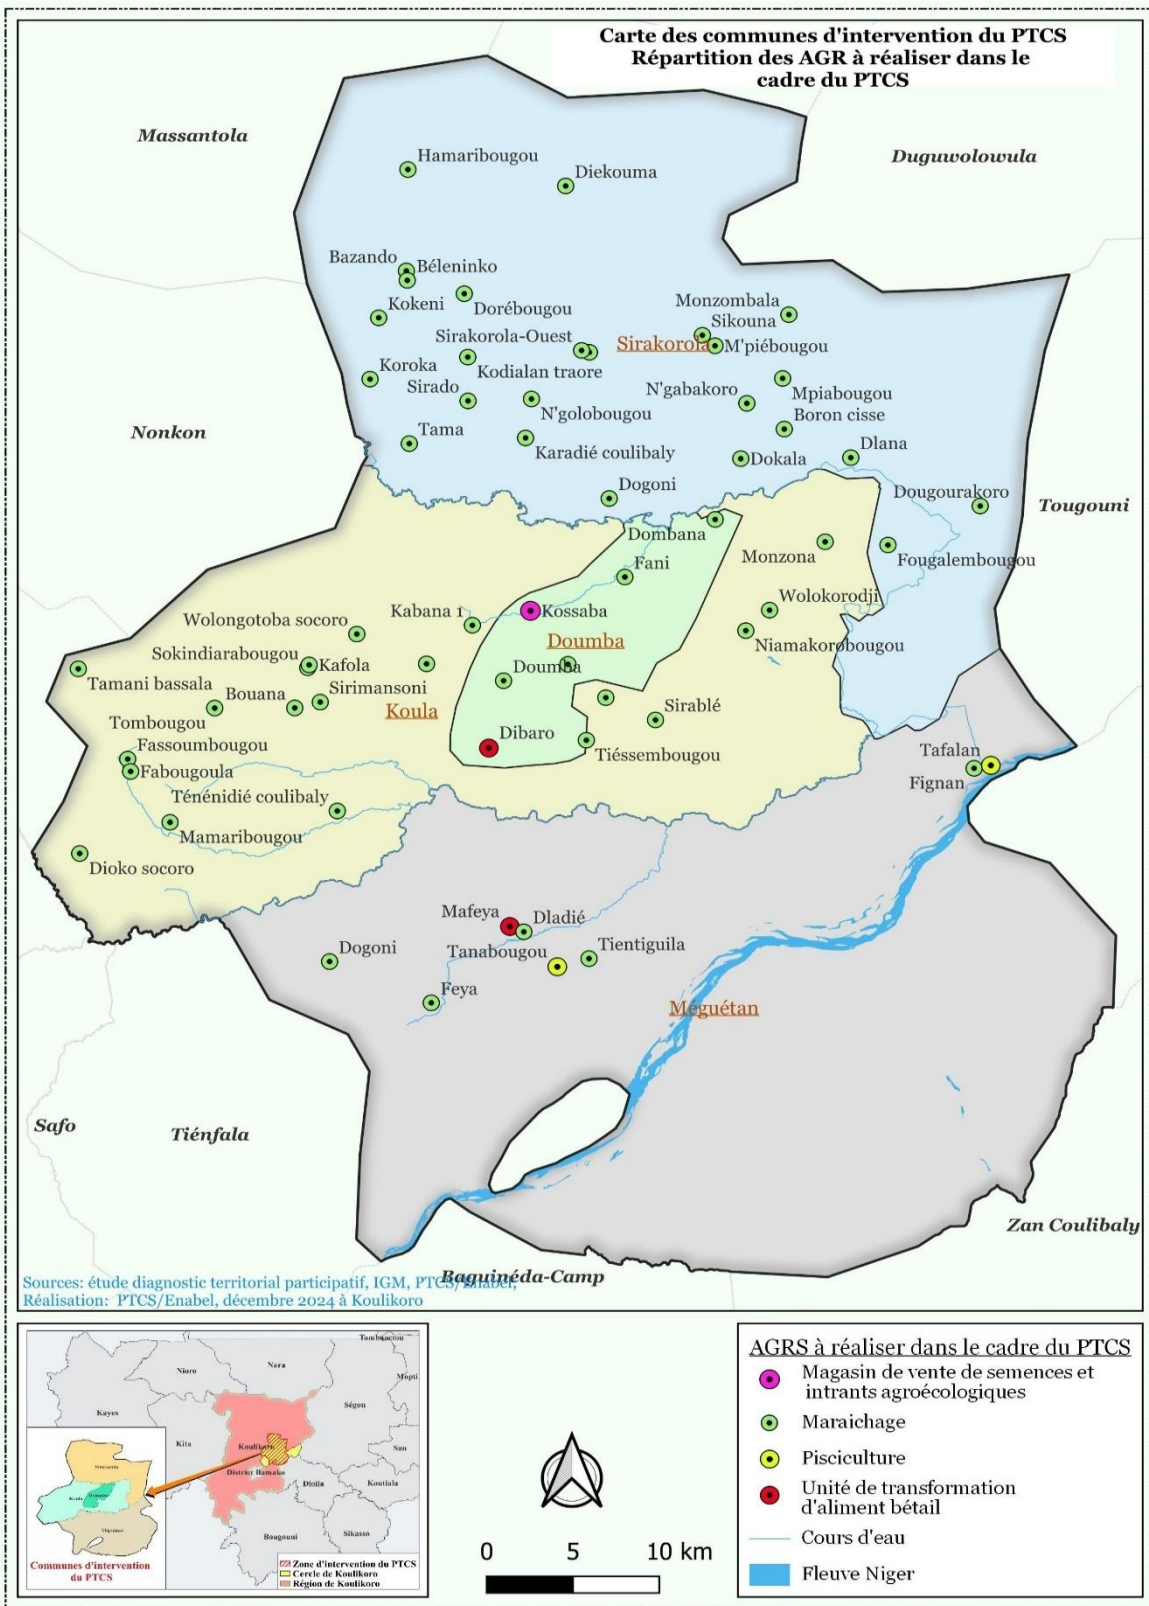 Carte des communes d'intervention du PTCS
Répartition des AGR à réaliser dans le
cadre du PTCS
Massantola
Duguwolowula
Hamaribougou
Diekouma
Bazando
Béleninko
Kokeni
Dorébougou
Monzombala
Sikouna
Sirakorola-Ouest
Sirakorola
M'piébougou
Koroka
Kodialan traore
Sirado
N'gabakoro
Mpiabougou
N'golobougou
Boron cisse
Nonkon
Tama
Karadié coulibaly
Dokala
Dlana
Dogoni
Dougourakoro
Tougouni
Dombana
Monzona
Fougalembougou
Fani
Kabana 1
Kossaba
Wolokorodji
Wolongotoba socoro
Doumba
Niamakorobougou
Sokindiarabougou
Kafola
Doumba
Tamani bassala
Bouana
Sirimansoni
Koula
Sirablé
Tombougou
Dibaro
Tiéssembougou
Fassoumbougou
Tafalan
Fabougoula
Fignan
Ténénidié coulibaly
Mamaribougou
Dioko socoro
Mafeya
Dladié
Dogoni
Tanabougou
Tientiguila
Feya
Méguétan
Safo
Tiénfala
Zan Coulibaly
Baguinéda-Camp
Sources: étude diagnostic territorial participatif, IGM, PTCS/Enabel,
Réalisation: PTCS/Enabel, décembre 2024 à Koulikoro
Tombouctou
Nioro
Nara
Mopti
Kayes
Ségou
Kita
Koulikoro
San
District Bamako
Dioila
Koutiala
Bougouni
Sikasso
Sirakorola
Koula
Doumba
Méguétan
Communes d'intervention
du PTCS
Zone d'intervention du PTCS
Cercle de Koulikoro
Région de Koulikoro
0 5 10 km
AGRS à réaliser dans le cadre du PTCS
Magasin de vente de semences et
intrants agroécologiques
Maraichage
Pisciculture
Unité de transformation
d'aliment bétail
Cours d'eau
Fleuve Niger